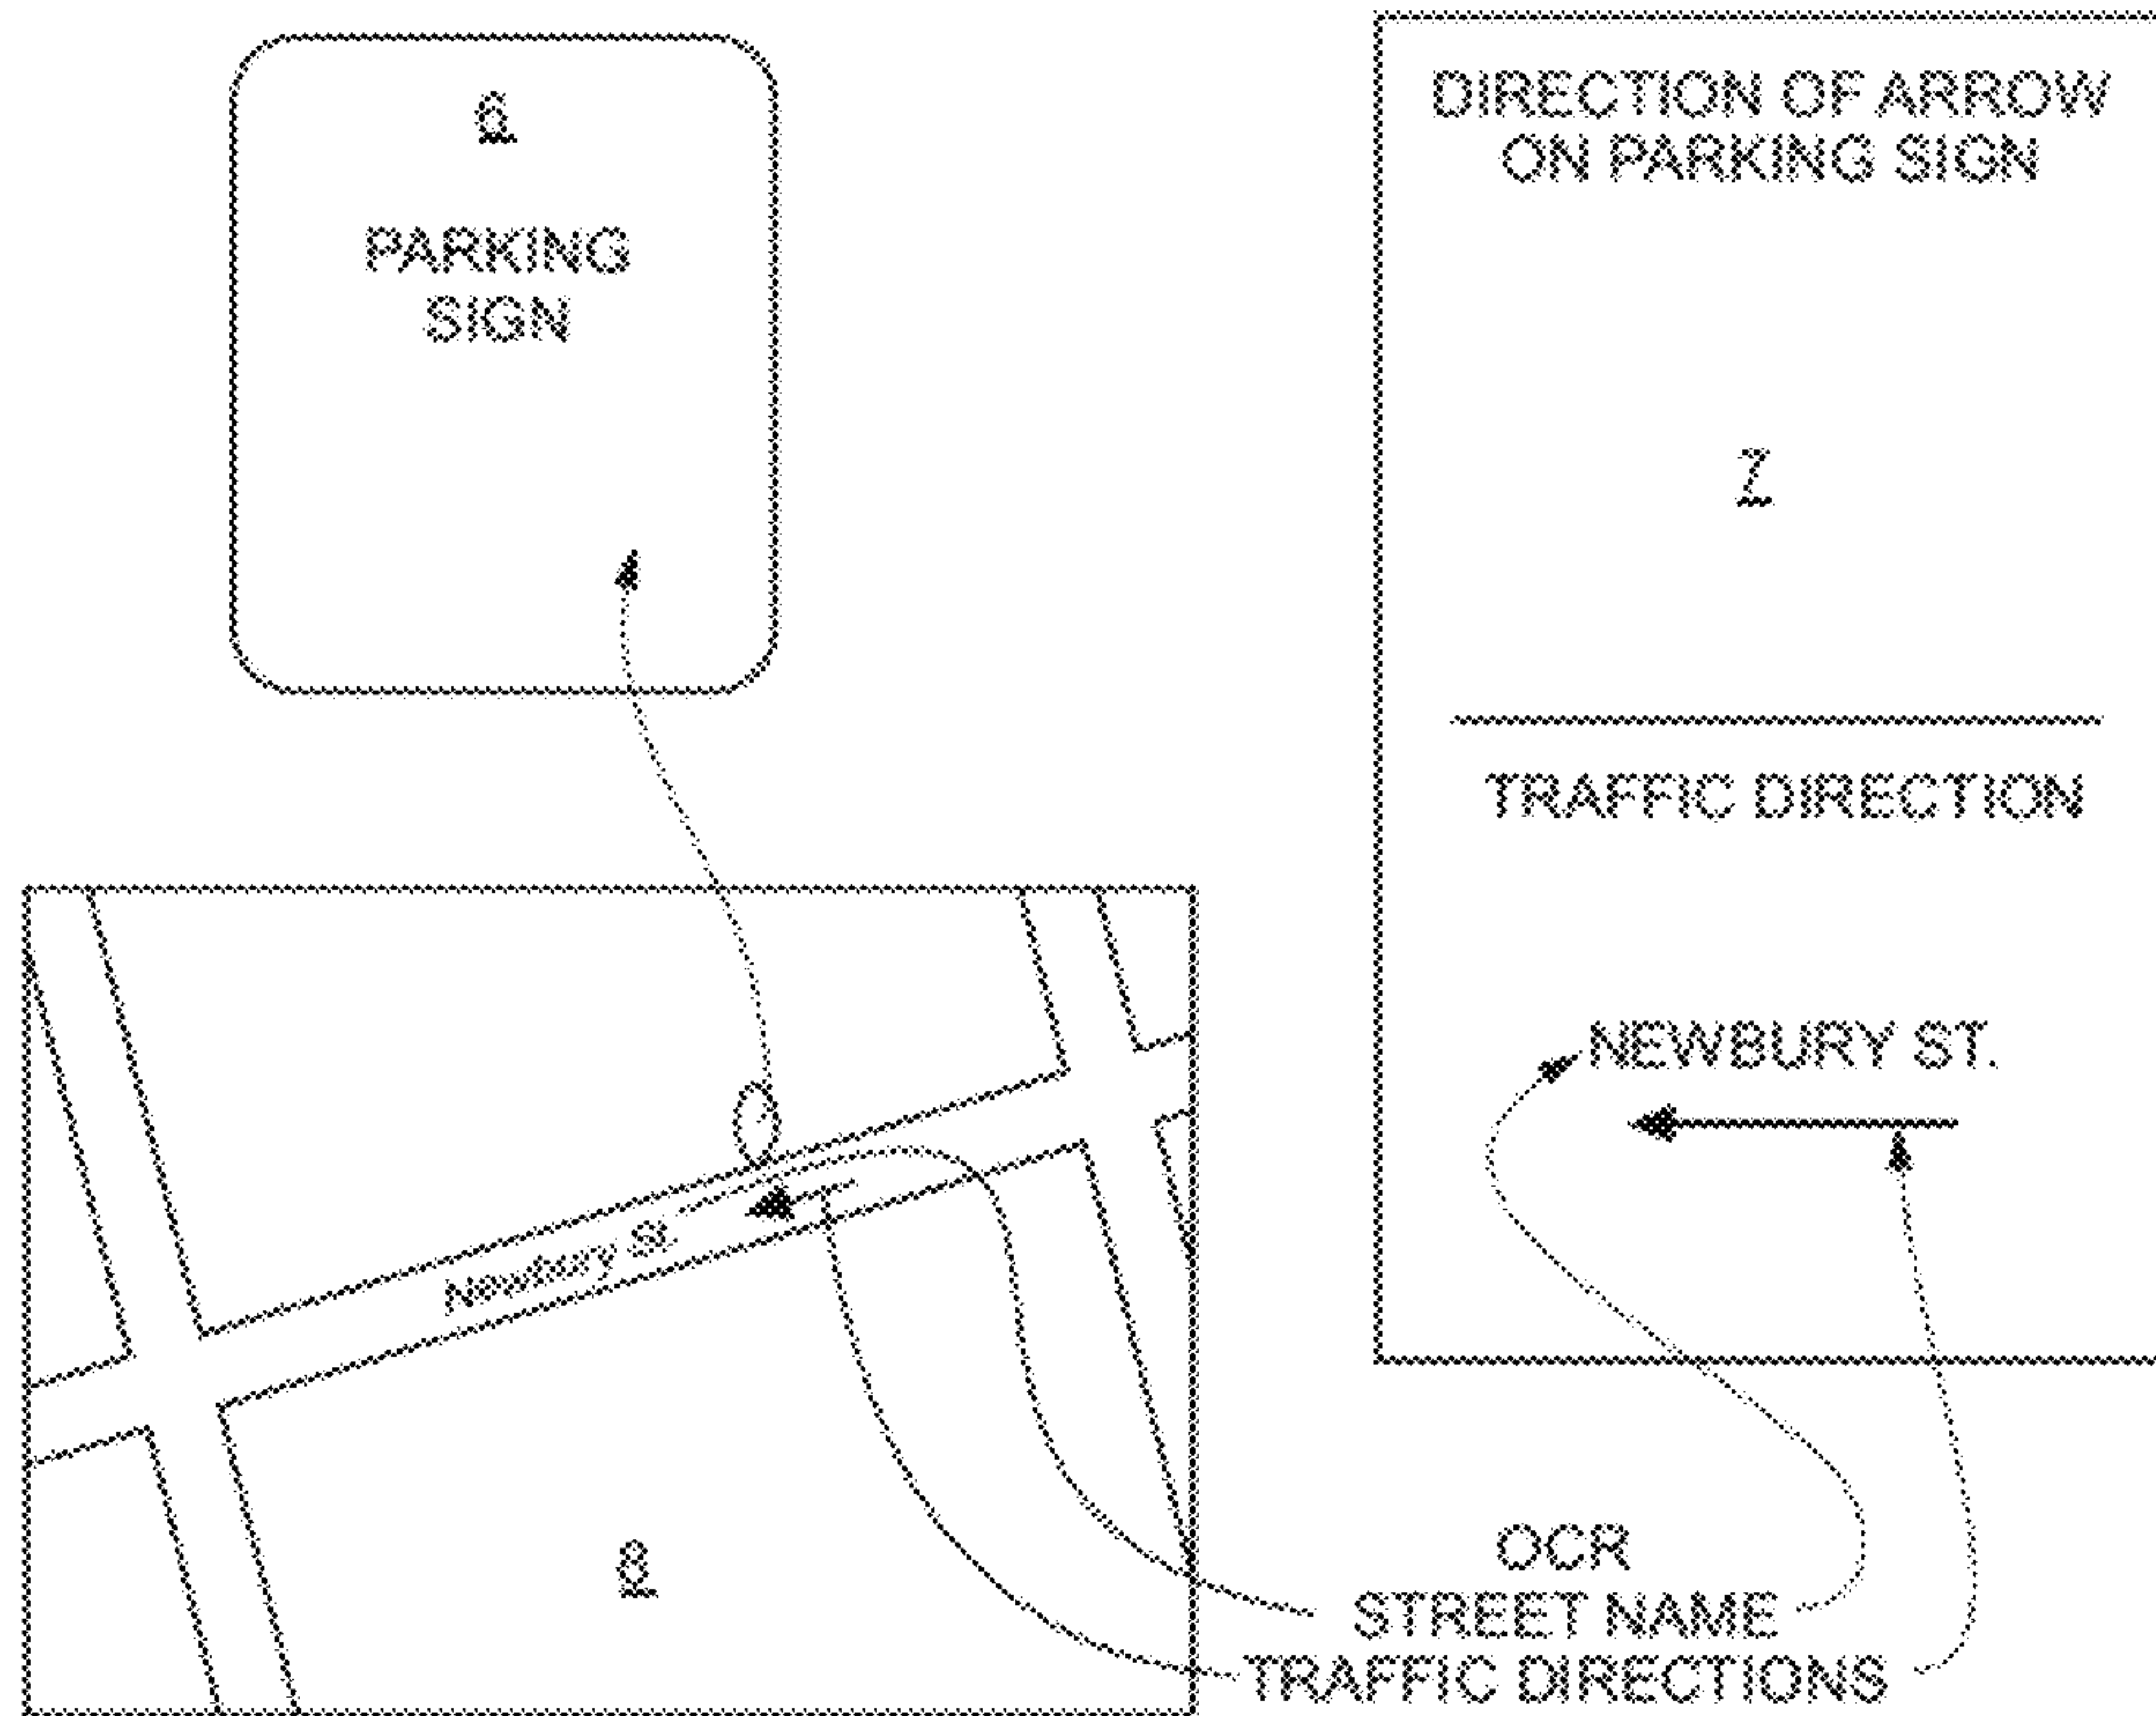 6
PARKING
SIGN
DIRECTION OF ARROW
ON PARKING SIGN
7
TRAFFIC DIRECTION
NEWBURY ST.
Newbury St.
8
OCR
STREET NAME
TRAFFIC DIRECTIONS